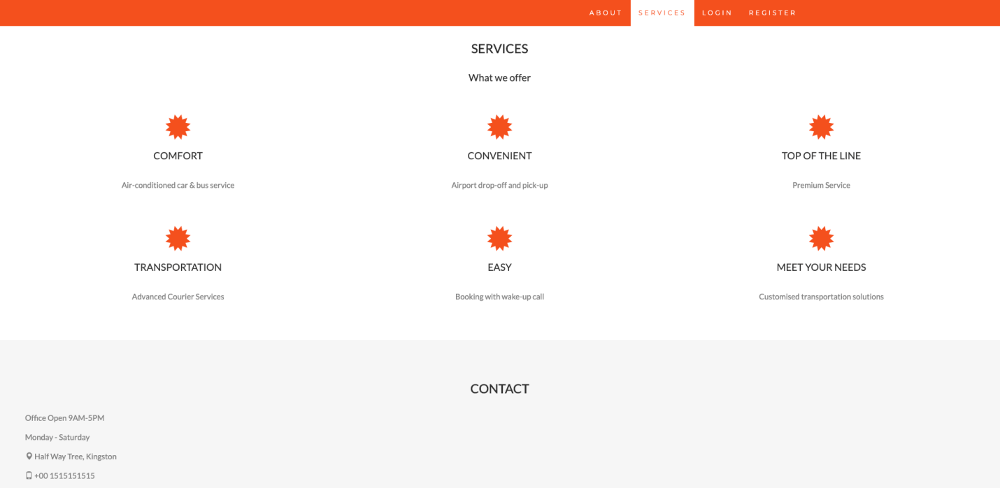 ABOUT SERVICES LOGIN REGISTER
SERVICES
What we offer
COMFORT CONVENIENT TOP OF THE LINE
Air-conditioned car & bus service Airport drop-off and pick-up Premium Service
TRANSPORTATION EASY MEET YOUR NEEDS
Advanced Courier Services Booking with wake-up call Customised transportation solutions
CONTACT
Office Open 9AM-5PM
Monday - Saturday
Half Way Tree, Kingston
+00 1515151515